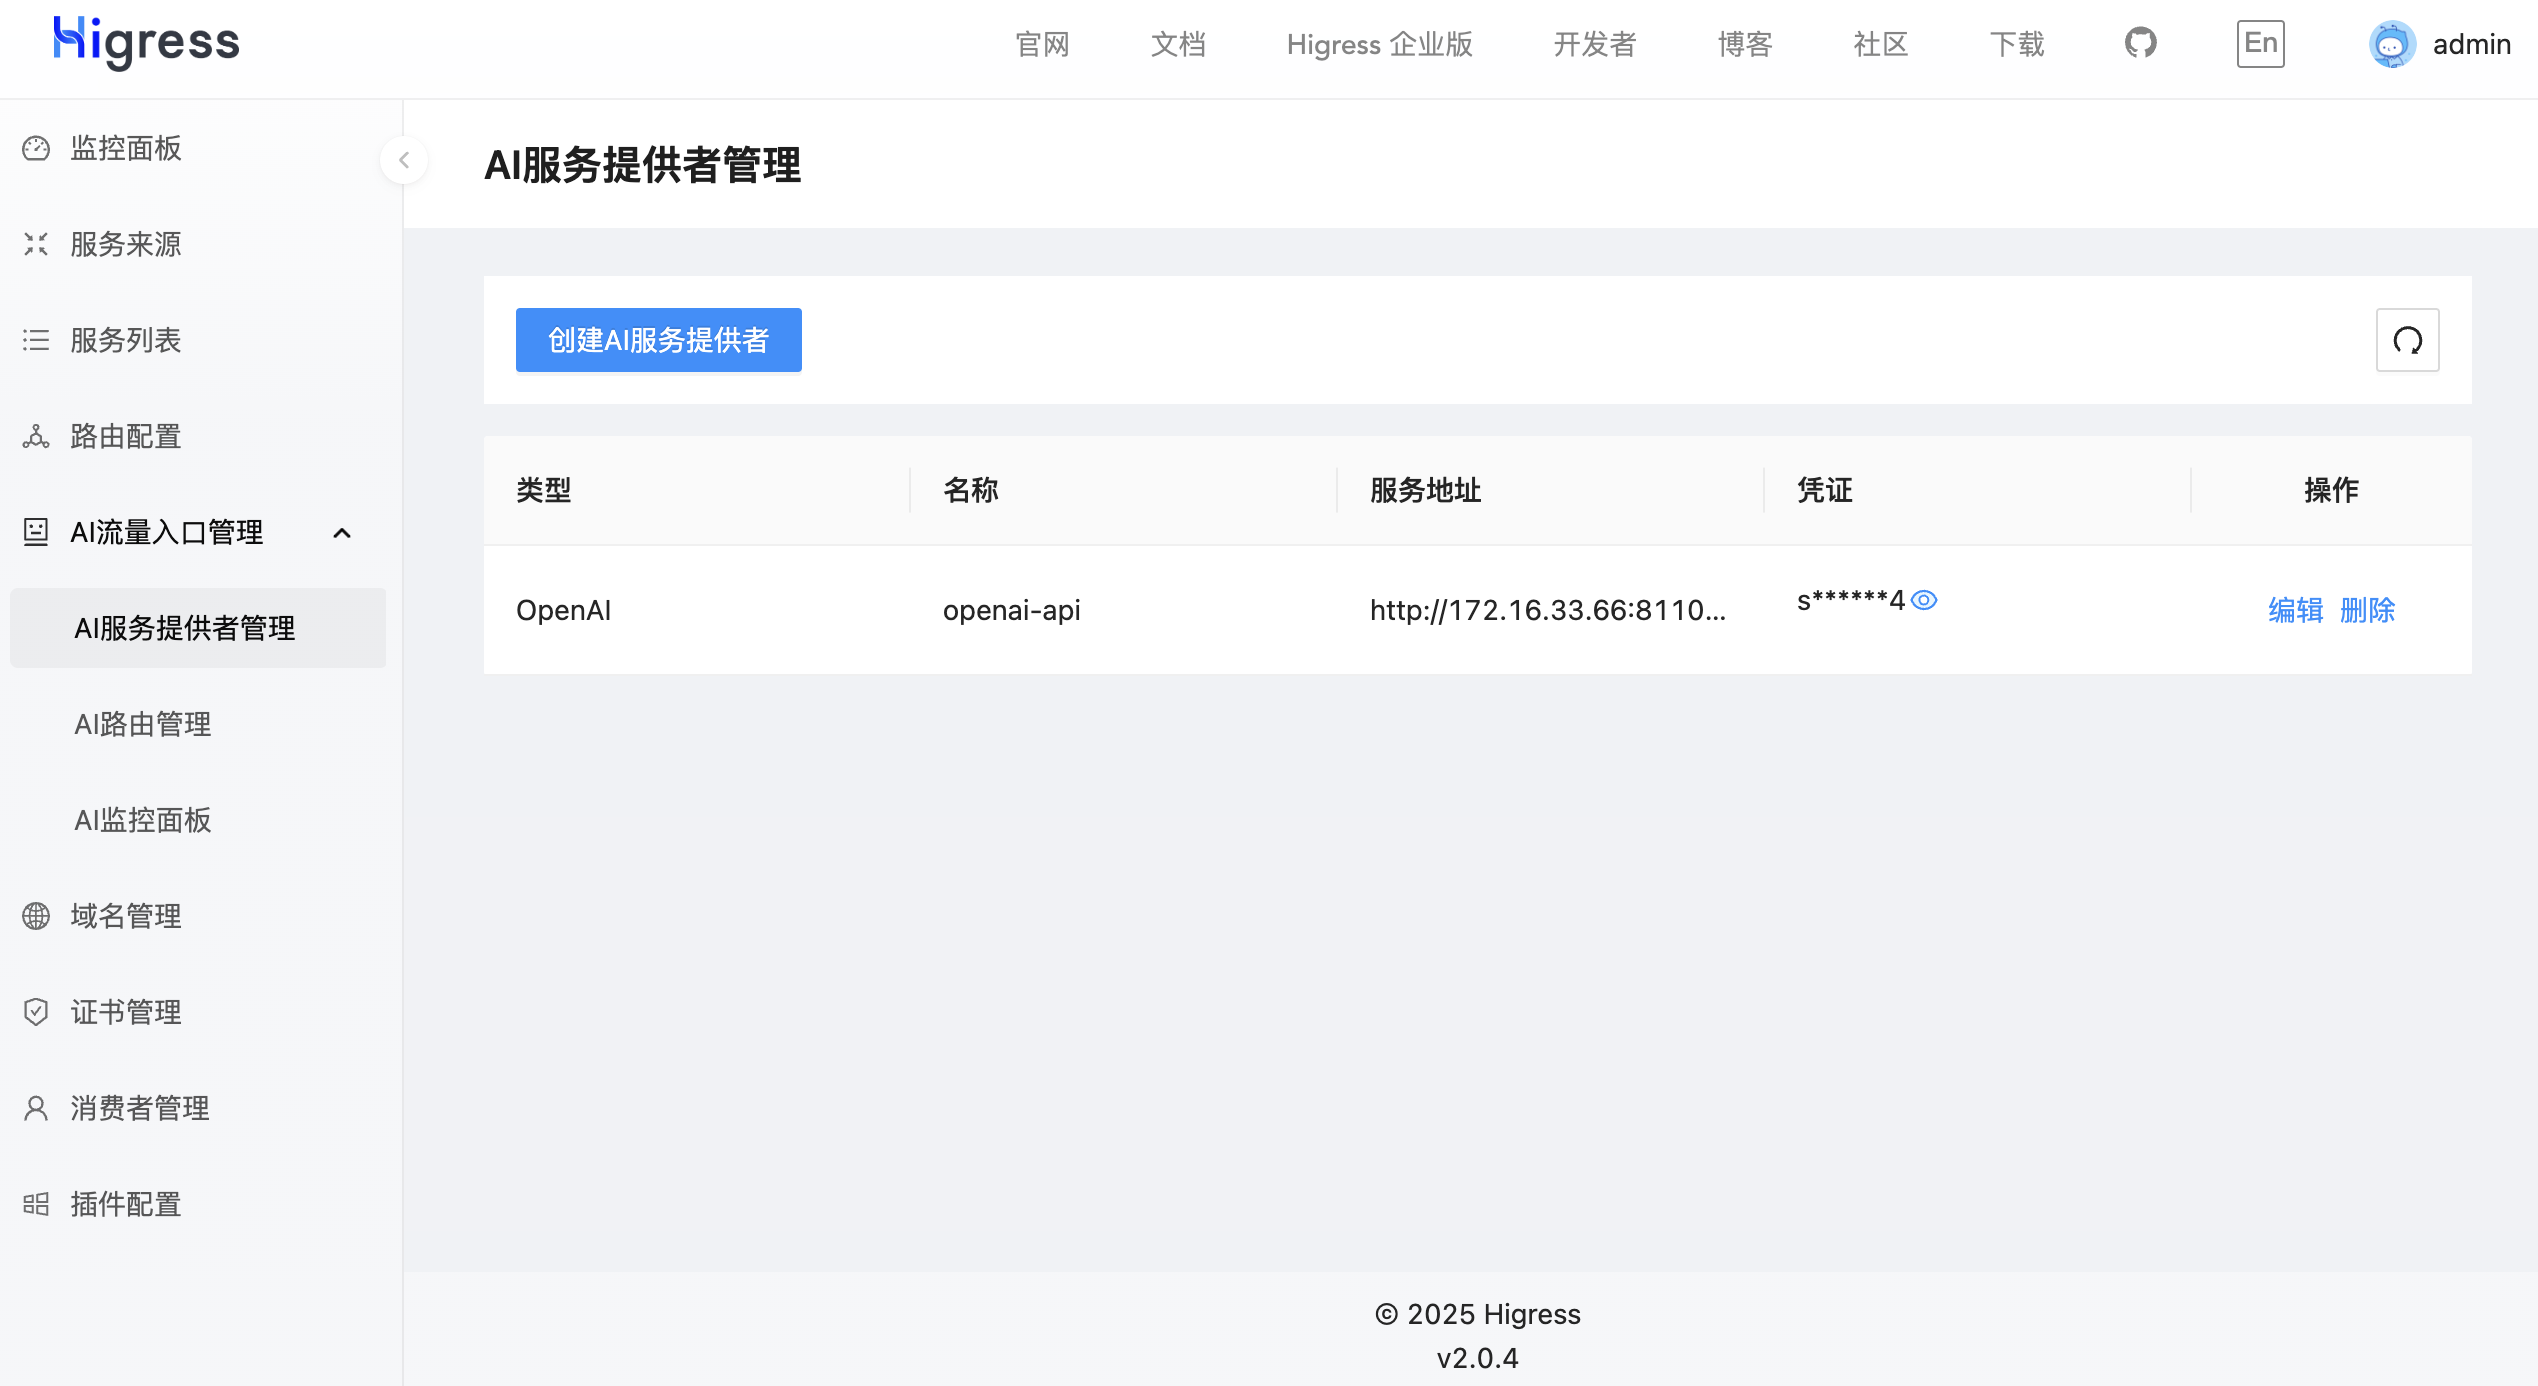 Higress
官网
文档
Higress 企业版
开发者
博客
社区
下载
En
admin
监控面板
服务来源
服务列表
路由配置
AI流量入口管理
AI服务提供者管理
AI路由管理
AI监控面板
域名管理
证书管理
消费者管理
插件配置
AI服务提供者管理
创建AI服务提供者
类型 名称 服务地址 凭证 操作
OpenAI openai-api http://172.16.33.66:8110... s******4 编辑 删除
© 2025 Higress
v2.0.4